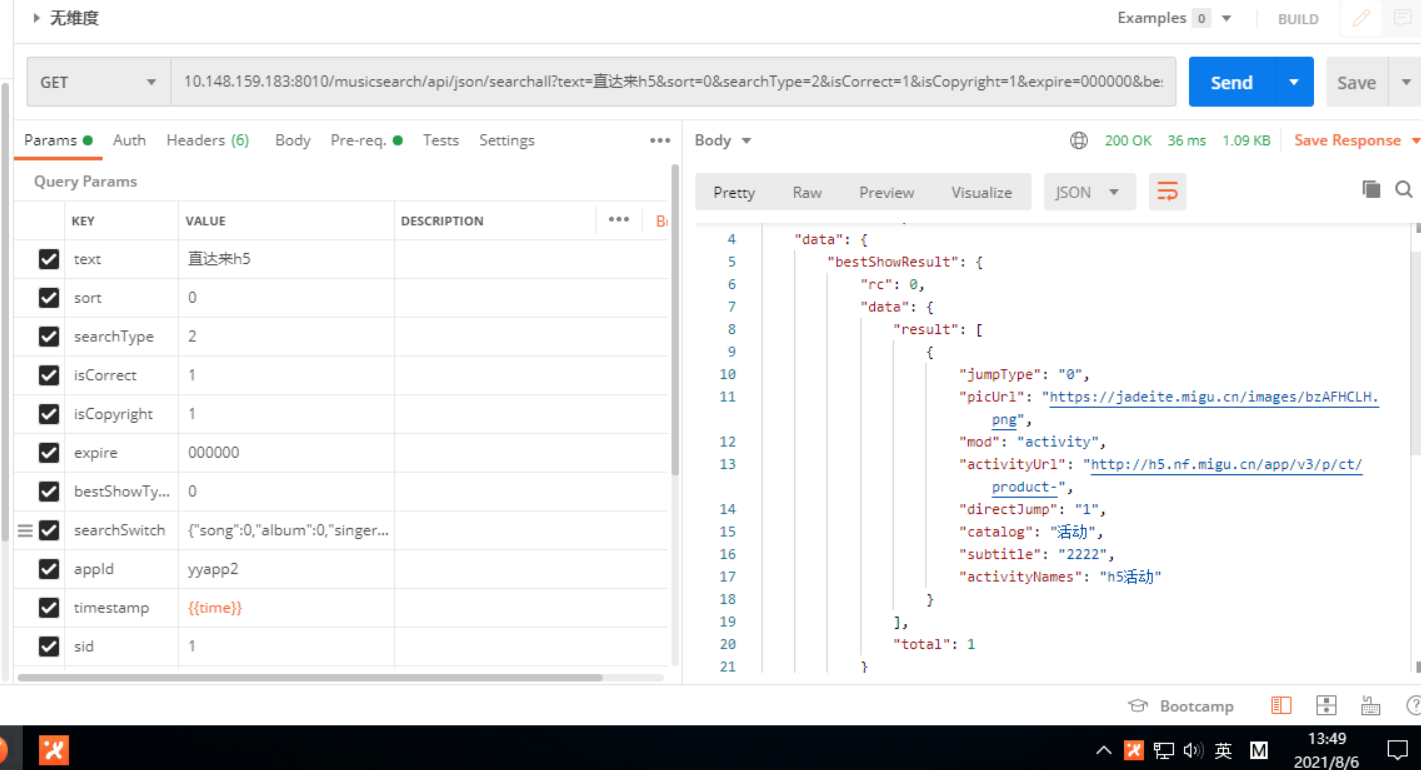 无维度
Examples 0
BUILD
GET
10.148.159.183:8010/musicsearch/api/json/searchall?text=直达来h5&sort=0&searchType=2&isCorrect=1&isCopyright=1&expire=000000&be
Send
Save
Params
Auth
Headers (6)
Body
Pre-req.
Tests
Settings
Query Params
KEY
VALUE
DESCRIPTION
text
直达来h5
sort
0
searchType
2
isCorrect
1
isCopyright
1
expire
000000
bestShowTy...
0
searchSwitch
{"song":0,"album":0,"singer...
appId
yyapp2
timestamp
{{time}}
sid
1
Body
200 OK
36 ms
1.09 KB
Save Response
Pretty
Raw
Preview
Visualize
JSON
4 "data": {
5 "bestShowResult": {
6 "rc": 0,
7 "data": {
8 "result": [
9 {
10 "jumpType": "0",
11 "picUrl": "https://jadeite.migu.cn/images/bzAFHCLH.
png",
12 "mod": "activity",
13 "activityUrl": "http://h5.nf.migu.cn/app/v3/p/ct/
product-",
14 "directJump": "1",
15 "catalog": "活动",
16 "subtitle": "2222",
17 "activityNames": "h5活动"
18 }
19 ],
20 "total": 1
21 }
Bootcamp
英
M
13:49
2021/8/6